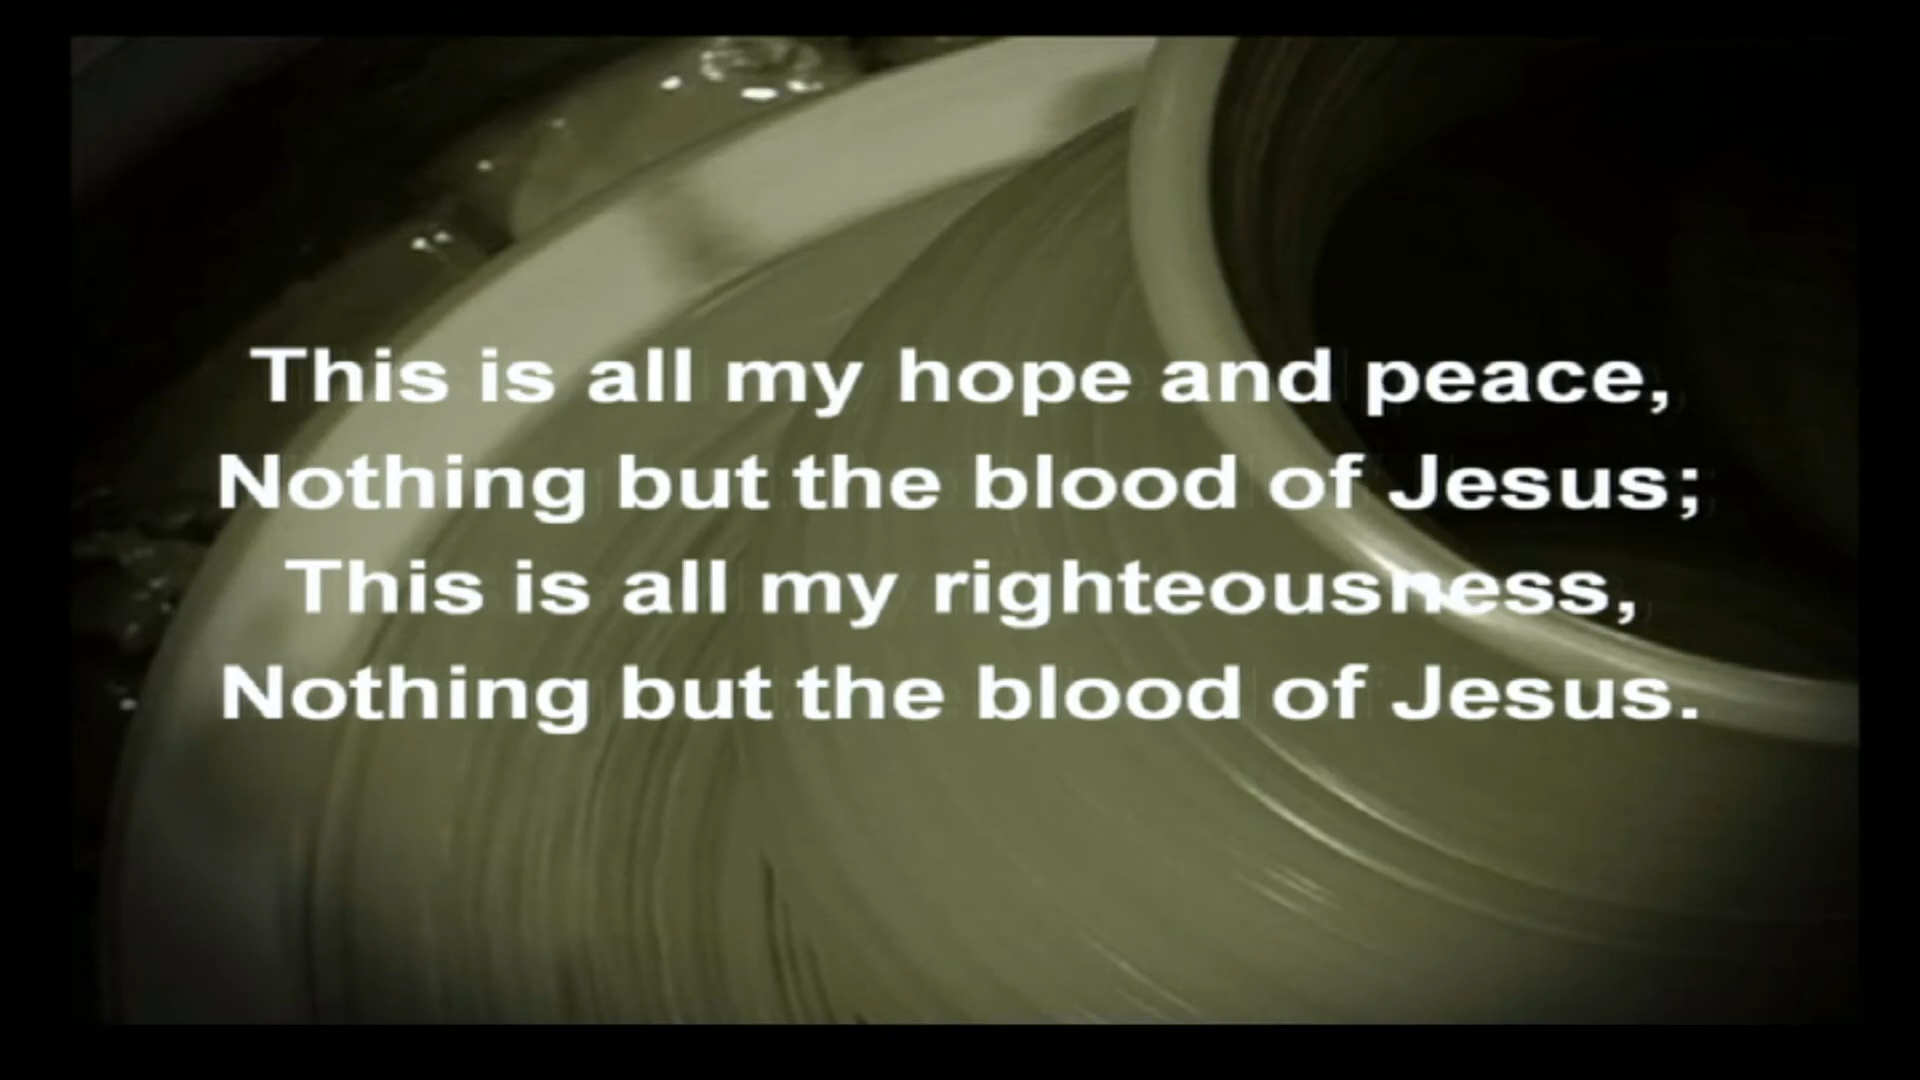 This is all my hope and peace,
Nothing but the blood of Jesus;
This is all my righteousness,
Nothing but the blood of Jesus.